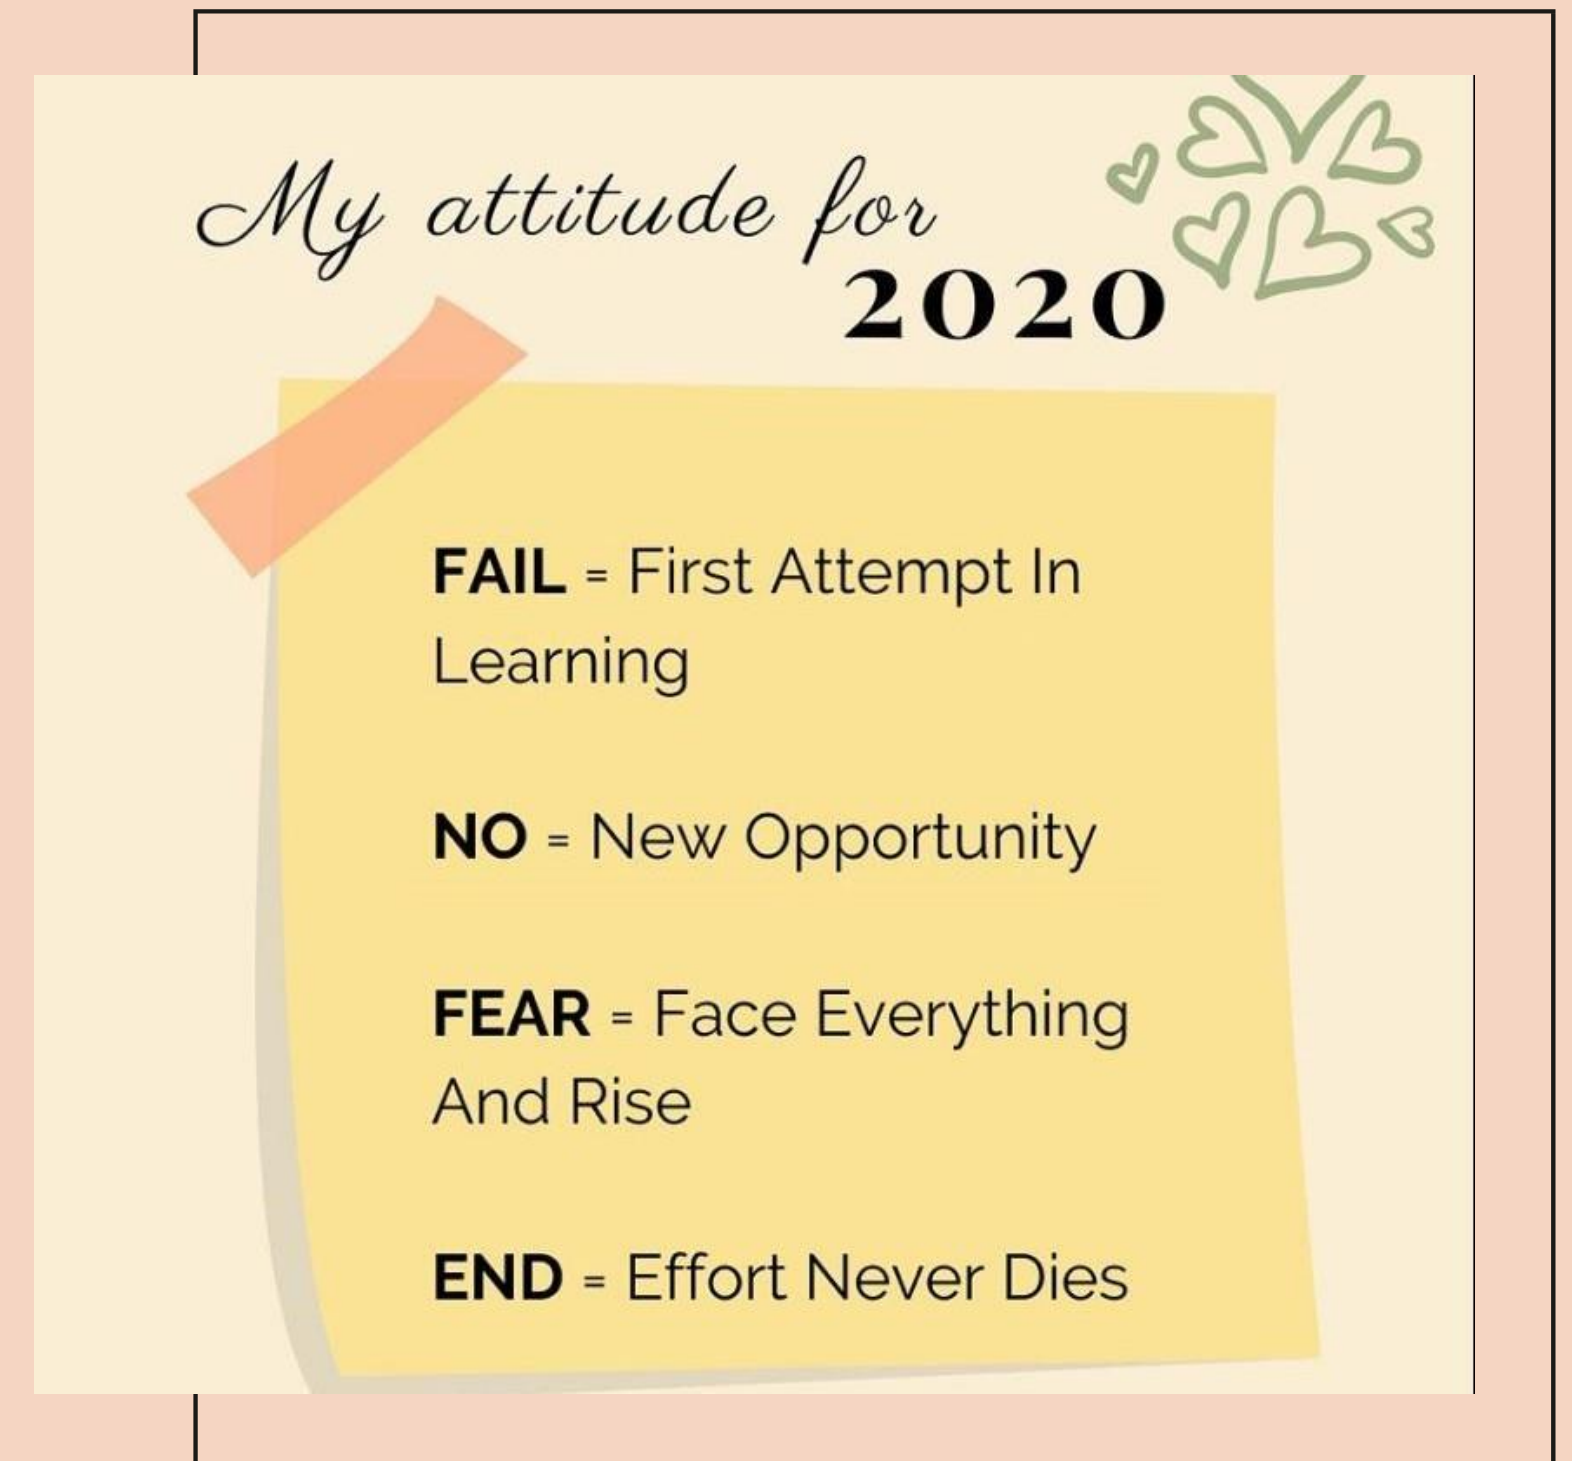 My attitude for
2020
FAIL = First Attempt In
Learning
NO = New Opportunity
FEAR = Face Everything
And Rise
END = Effort Never Dies